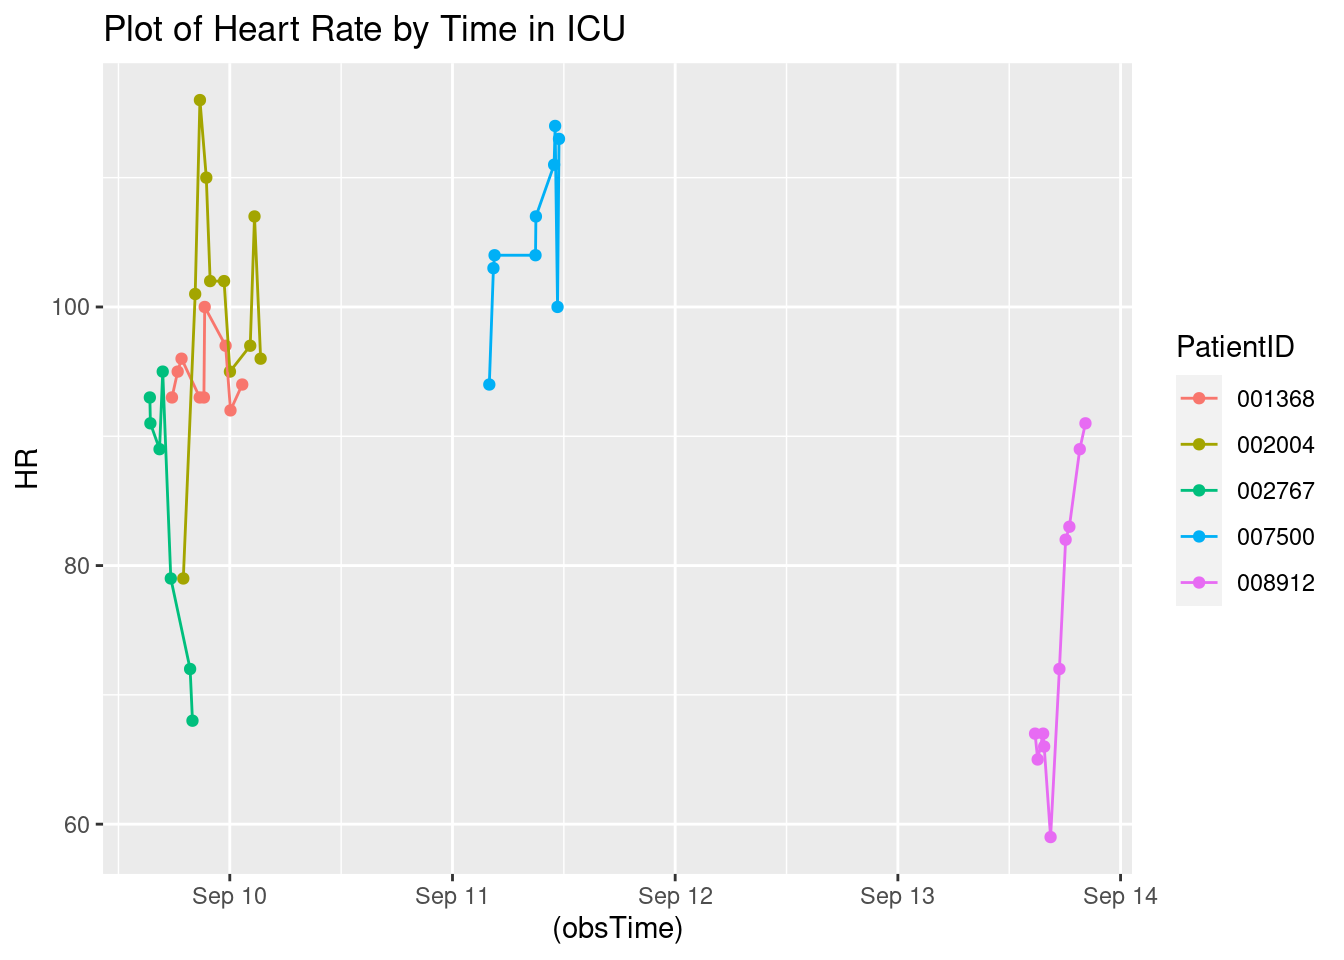 Plot of Heart Rate by Time in ICU
HR
100
80
60
Sep 10
Sep 11
Sep 12
Sep 13
Sep 14
(obsTime)
PatientID
001368
002004
002767
007500
008912